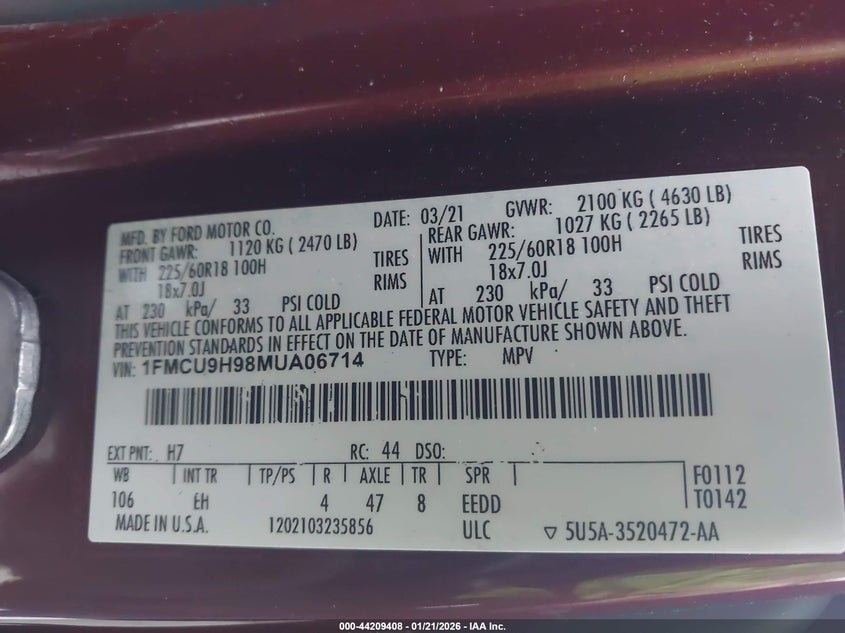 MFD. BY FORD MOTOR CO. DATE: 03/21 GVWR: 2100 KG ( 4630 LB)
FRONT GAWR: 1120 KG ( 2470 LB) REAR GAWR: 1027 KG ( 2265 LB)
WITH 225/60R18 100H TIRES WITH 225/60R18 100H TIRES
18x7.0J RIMS 18x7.0J RIMS
AT 230 kPa/ 33 PSI COLD AT 230 kPa/ 33 PSI COLD
THIS VEHICLE CONFORMS TO ALL APPLICABLE FEDERAL MOTOR VEHICLE SAFETY AND THEFT
PREVENTION STANDARDS IN EFFECT ON THE DATE OF MANUFACTURE SHOWN ABOVE.
VIN: 1FMCU9H98MUA06714 TYPE: MPV
EXT PNT: H7 RC: 44 DSO:
WB INT TR TP/PS R AXLE TR SPR F0112
106 EH 4 47 8 EEDD T0142
MADE IN U.S.A. 1202103235856 ULC ▽ 5U5A-3520472-AA
000-44209408 - 01/21/2026 - IAA Inc.